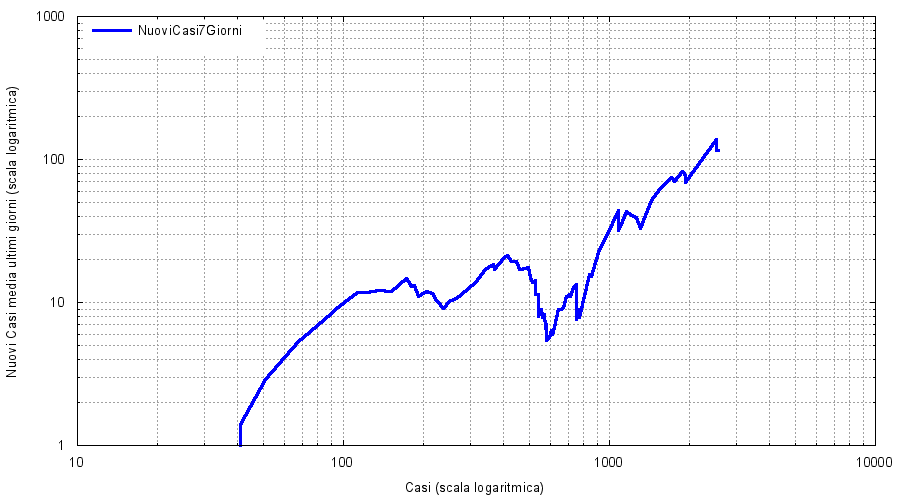 1000
NuoviCasi7Giorni
100
10
1
Nuovi Casi media ultimi giorni (scala logaritmica)
10 100 1000 10000
Casi (scala logaritmica)